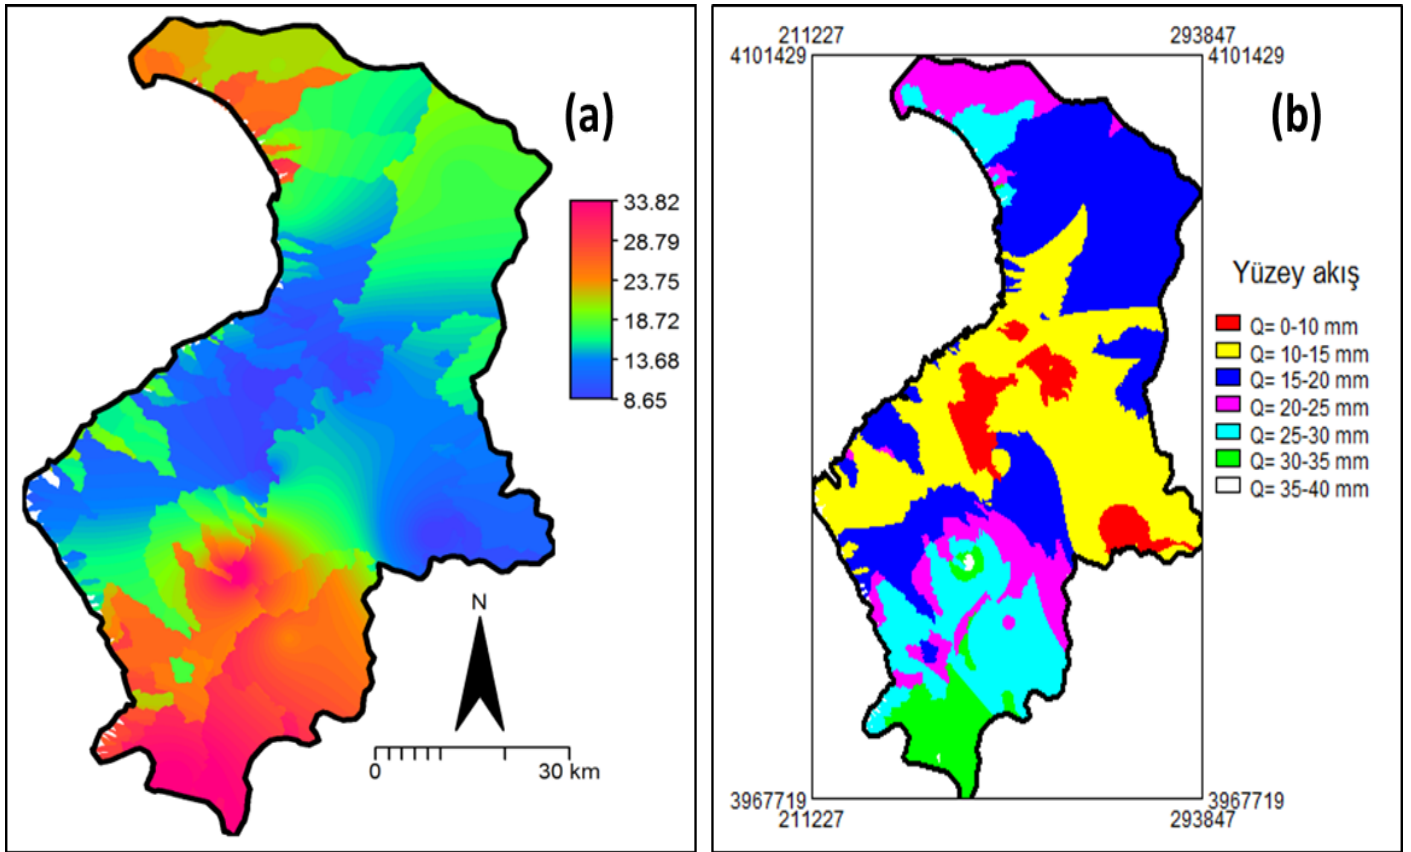 (a)
33.82
28.79
23.75
18.72
13.68
8.65
N
0 30 km
(b)
211227 293847
4101429 4101429
Yüzey akış
Q= 0-10 mm
Q= 10-15 mm
Q= 15-20 mm
Q= 20-25 mm
Q= 25-30 mm
Q= 30-35 mm
Q= 35-40 mm
3967719 3967719
211227 293847